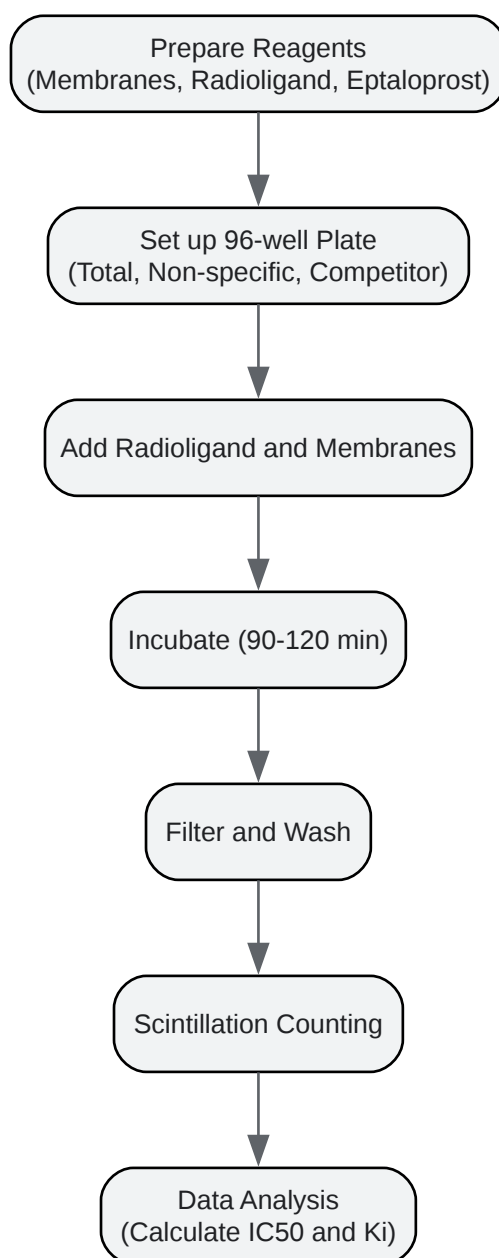 Prepare Reagents
(Membranes, Radioligand, Eptaloprost)
Set up 96-well Plate
(Total, Non-specific, Competitor)
Add Radioligand and Membranes
Incubate (90-120 min)
Filter and Wash
Scintillation Counting
Data Analysis
(Calculate IC50 and Ki)